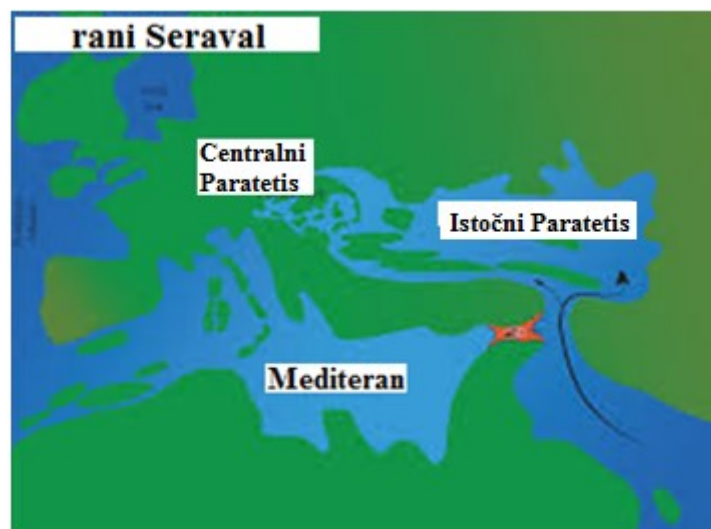 rani Seraval
Centralni
Paratetis
Istočni Paratetis
Mediteran